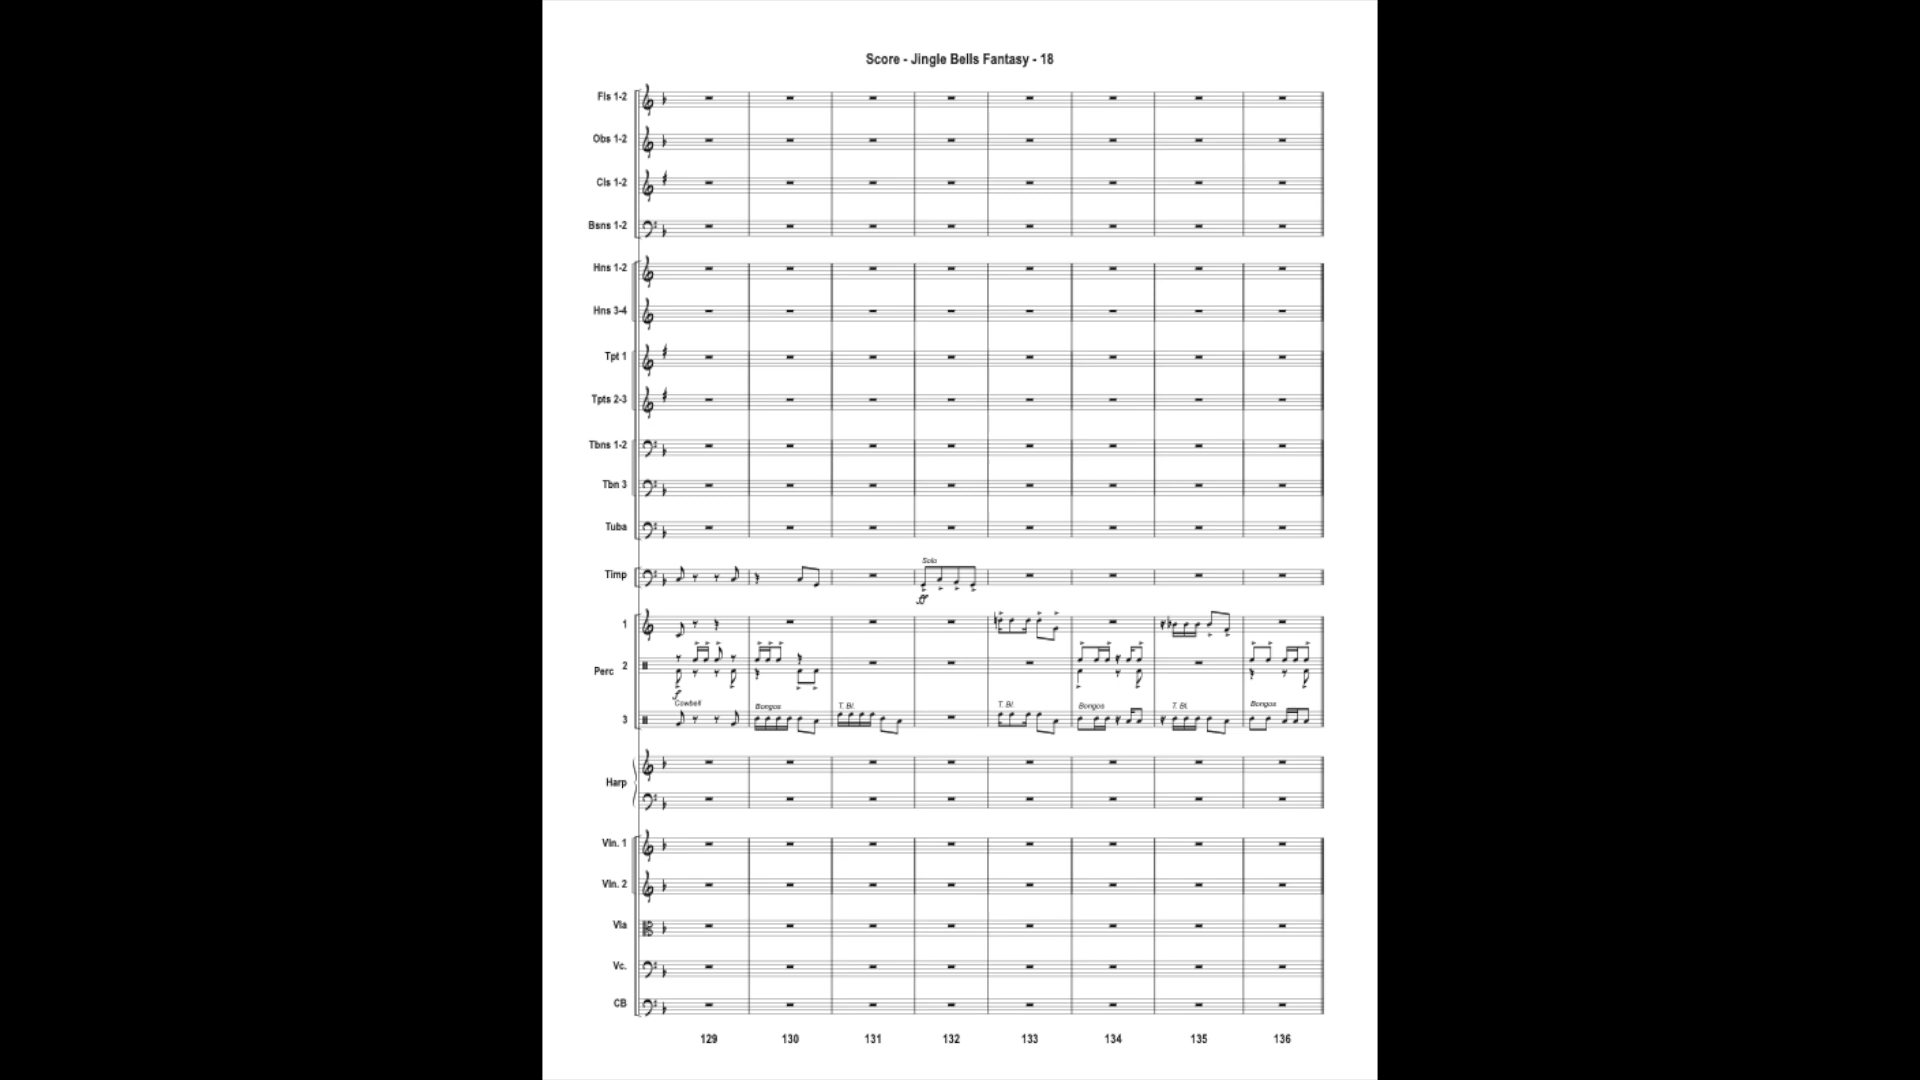 Score - Jingle Bells Fantasy - 18
Fls 1-2
Obs 1-2
Cls 1-2
Bsns 1-2
Hns 1-2
Hns 3-4
Tpt 1
Tpts 2-3
Tbns 1-2
Tbn 3
Tuba
Solo
Timp
ff
1
Perc 2
f
Cowbell Bongos T. Bl. T. Bl. Bongos T. Bl. Bongos
3
Harp
Vln. 1
Vln. 2
Vla
Vc.
CB
129 130 131 132 133 134 135 136